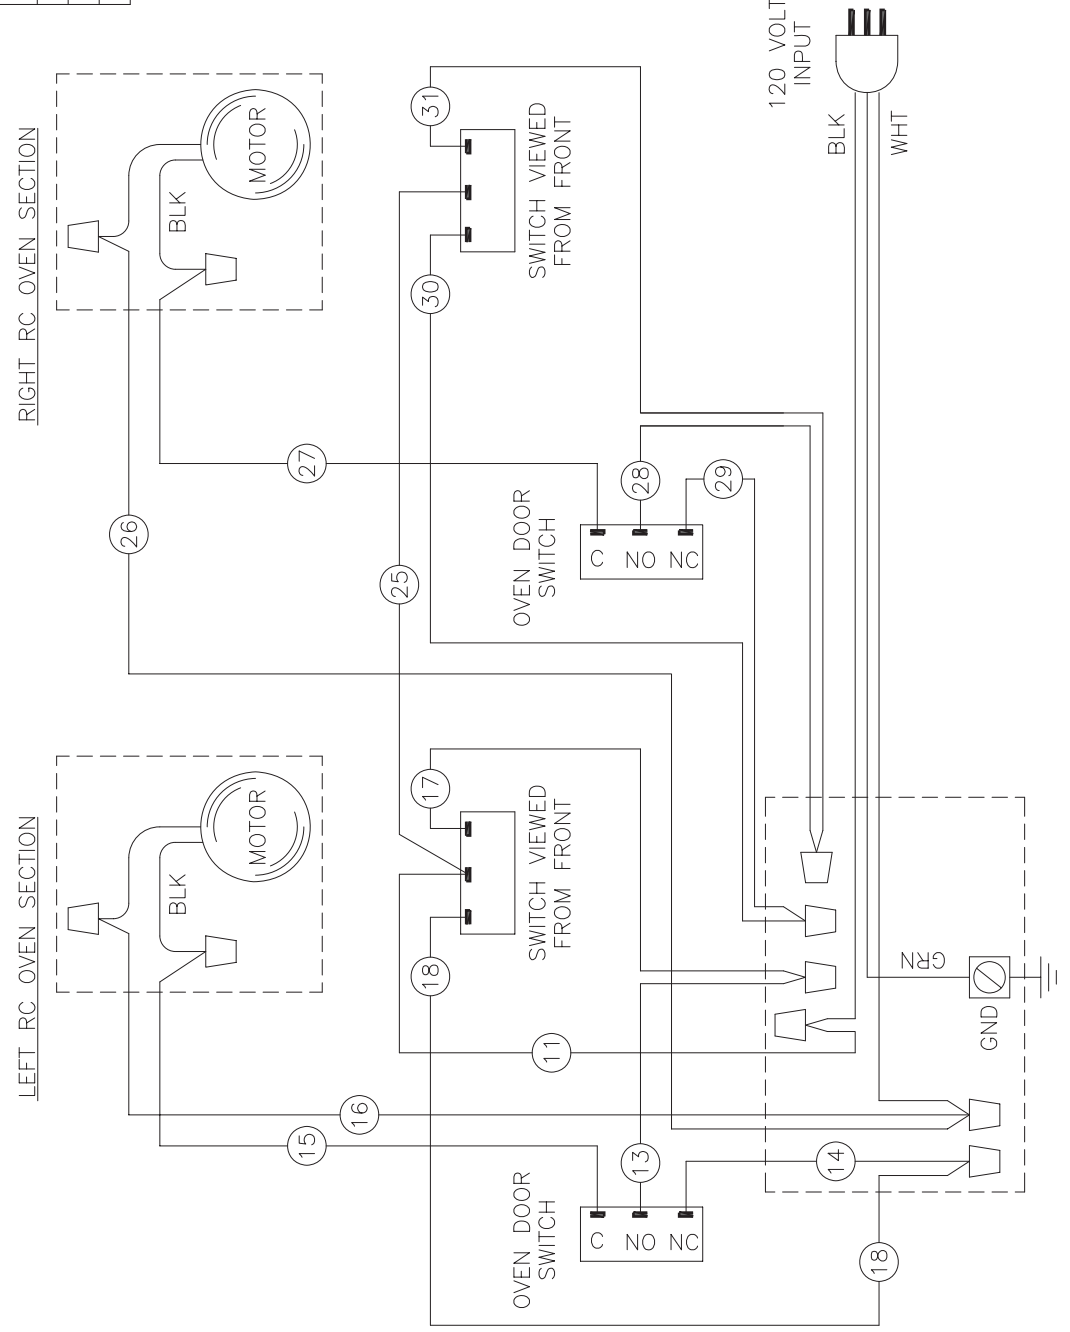 LEFT RC OVEN SECTION
RIGHT RC OVEN SECTION
MOTOR
BLK
MOTOR
BLK
26
16
15
27
25
17
18
31
30
SWITCH VIEWED
FROM FRONT
SWITCH VIEWED
FROM FRONT
11
OVEN DOOR
SWITCH
C
NO
NC
13
14
18
OVEN DOOR
SWITCH
C
NO
NC
28
29
120 VOLT
INPUT
BLK
WHT
GRN
GND